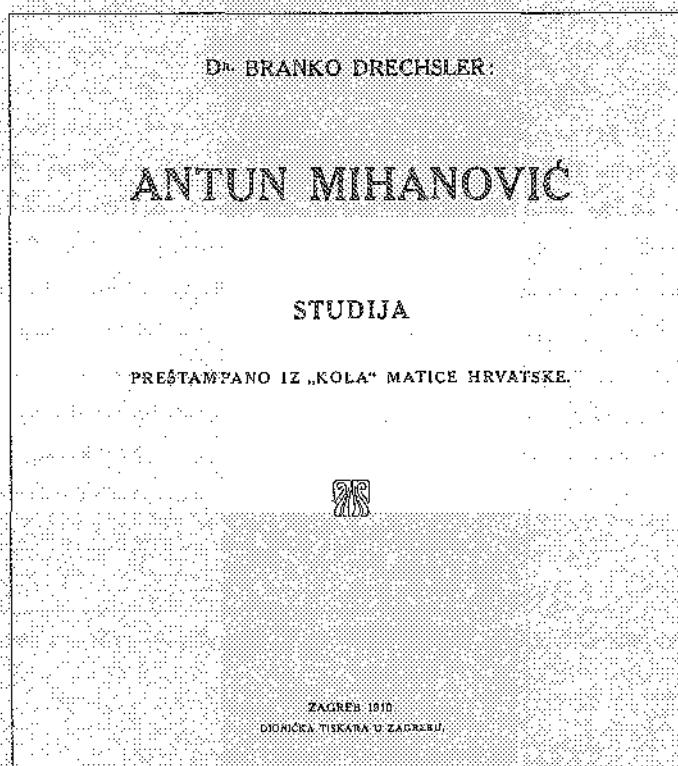 Dr. BRANKO DRECHSLER:
ANTUN MIHANOVIĆ
STUDIJA
PREŠTAMPANO IZ „KOLA“ MATICE HRVATSKE.
ZAGREB 1910
DIONIČKA TISKARA U ZAGREBU.